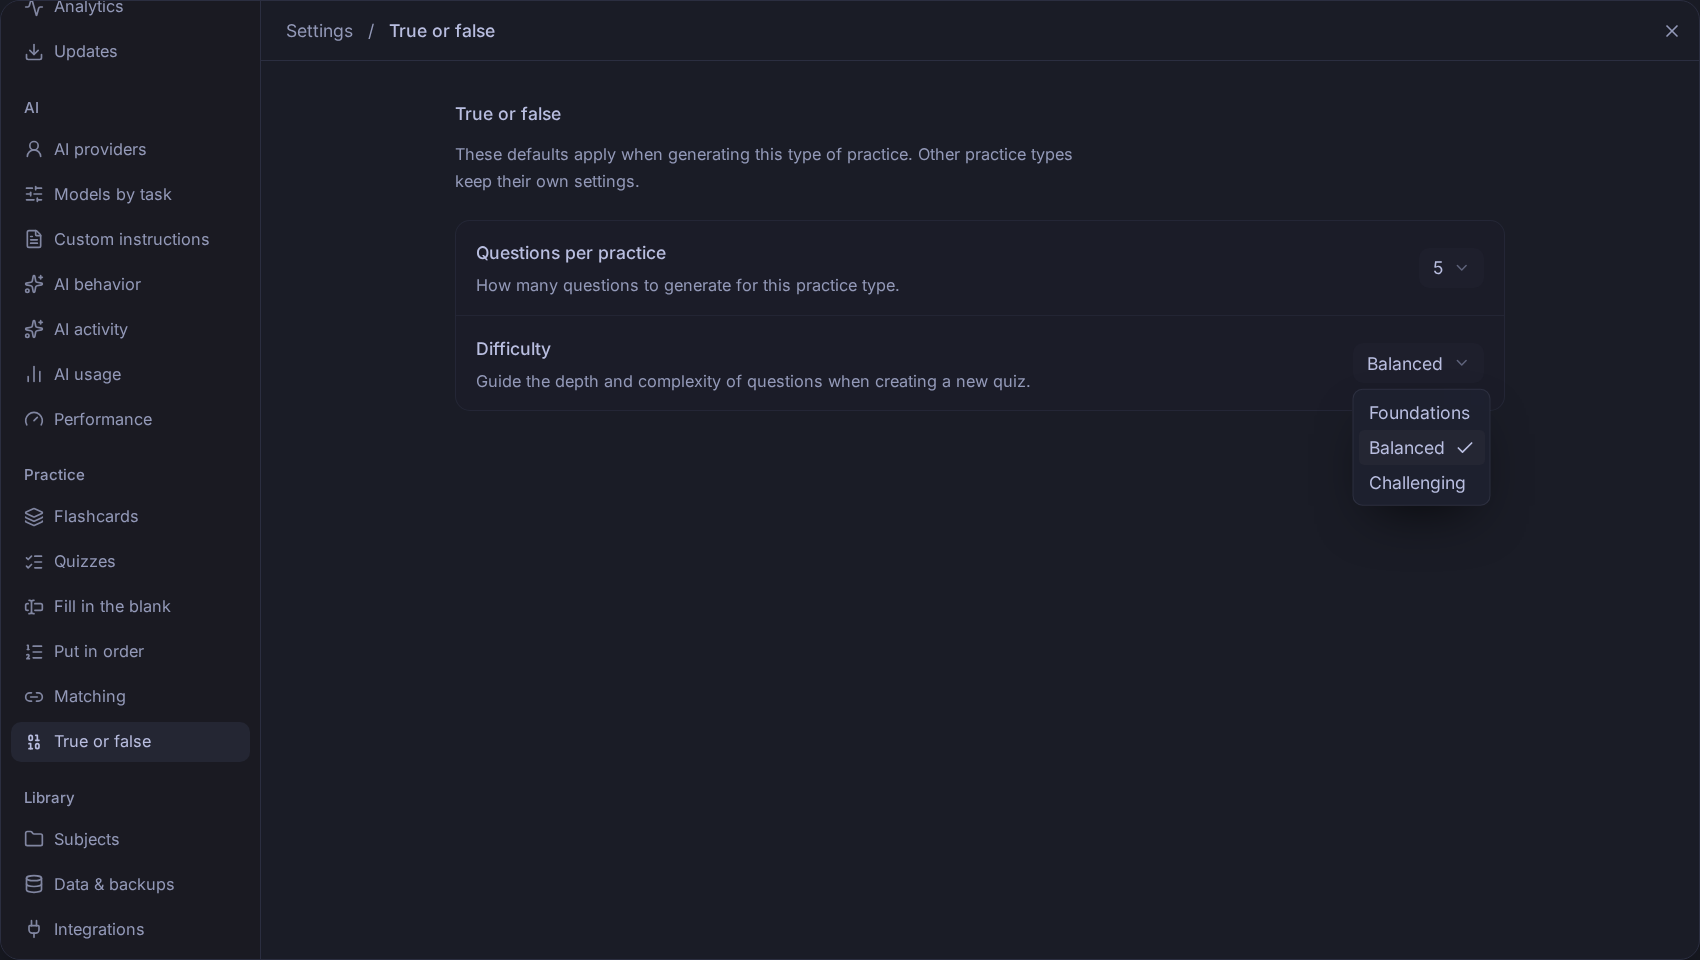 Analytics
Updates
AI
AI providers
Models by task
Custom instructions
AI behavior
AI activity
AI usage
Performance
Practice
Flashcards
Quizzes
Fill in the blank
Put in order
Matching
True or false
Library
Subjects
Data & backups
Integrations
Settings / True or false
True or false
These defaults apply when generating this type of practice. Other practice types
keep their own settings.
Questions per practice
How many questions to generate for this practice type.
5
Difficulty
Guide the depth and complexity of questions when creating a new quiz.
Balanced
Foundations
Balanced
Challenging